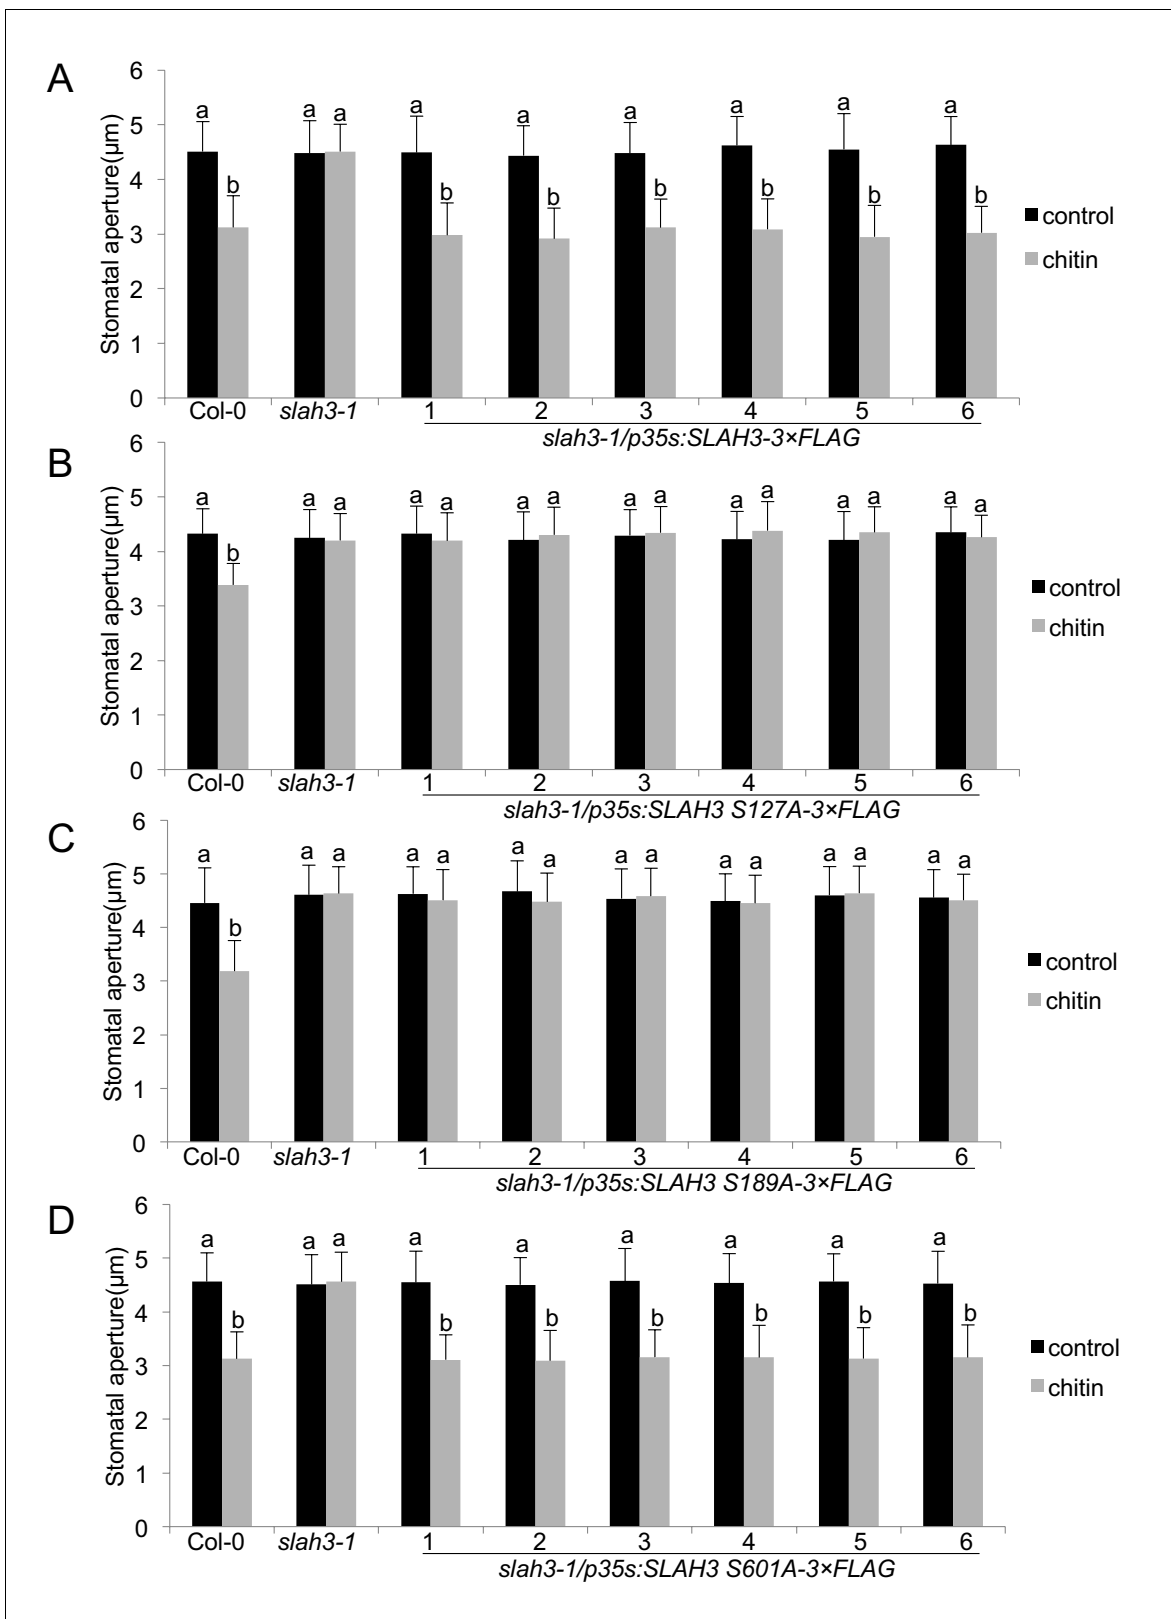 A
Stomatal aperture(μm)
6
5
4
3
2
1
0
a b a a a b a b a b a b a b a b
control
chitin
Col-0 slah3-1 1 2 3 4 5 6
slah3-1/p35s:SLAH3-3×FLAG
B
Stomatal aperture(μm)
6
5
4
3
2
1
0
a b a a a a a a a a a a a a a a
control
chitin
Col-0 slah3-1 1 2 3 4 5 6
slah3-1/p35s:SLAH3 S127A-3×FLAG
C
Stomatal aperture(μm)
6
5
4
3
2
1
0
a b a a a a a a a a a a a a a a
control
chitin
Col-0 slah3-1 1 2 3 4 5 6
slah3-1/p35s:SLAH3 S189A-3×FLAG
D
Stomatal aperture(μm)
6
5
4
3
2
1
0
a b a a a b a b a b a b a b a b
control
chitin
Col-0 slah3-1 1 2 3 4 5 6
slah3-1/p35s:SLAH3 S601A-3×FLAG